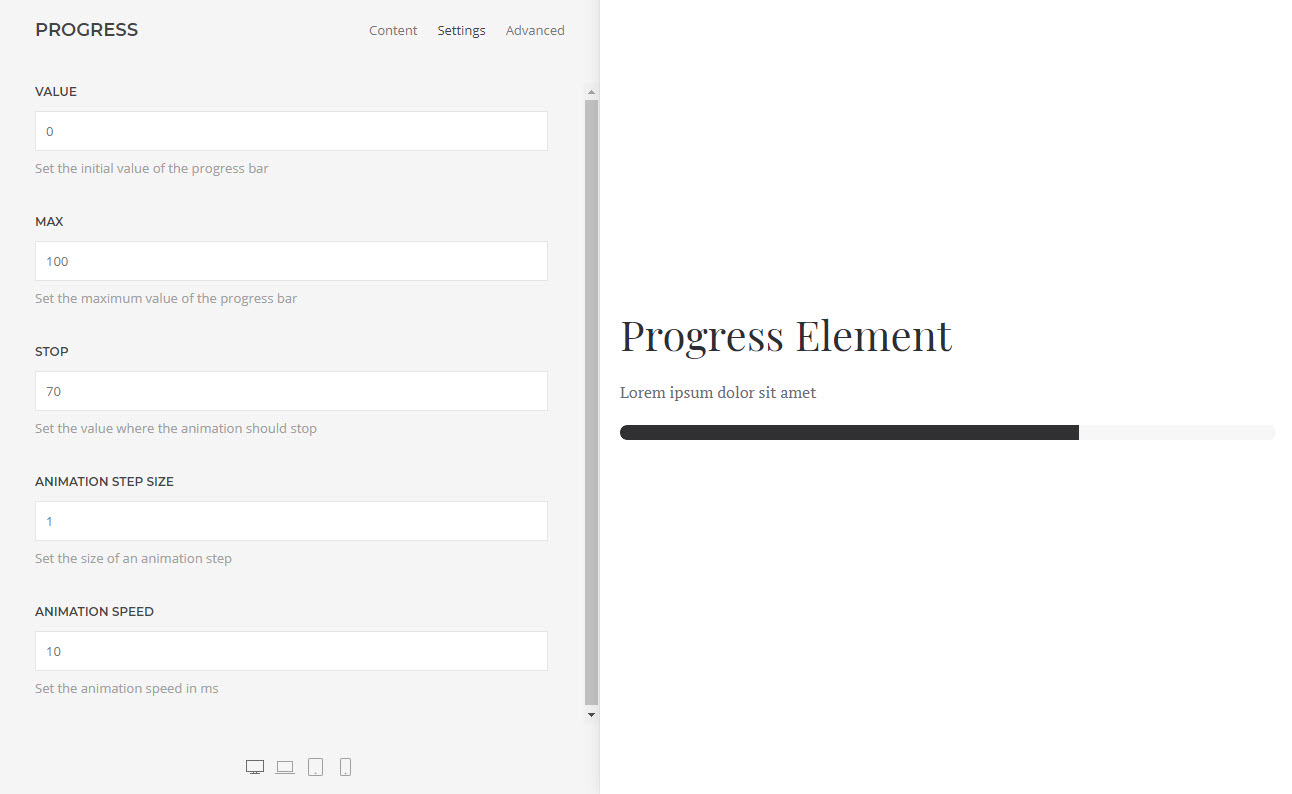 PROGRESS
Content Settings Advanced
VALUE
0
Set the initial value of the progress bar
MAX
100
Set the maximum value of the progress bar
STOP
70
Set the value where the animation should stop
ANIMATION STEP SIZE
1
Set the size of an animation step
ANIMATION SPEED
10
Set the animation speed in ms
Progress Element
Lorem ipsum dolor sit amet